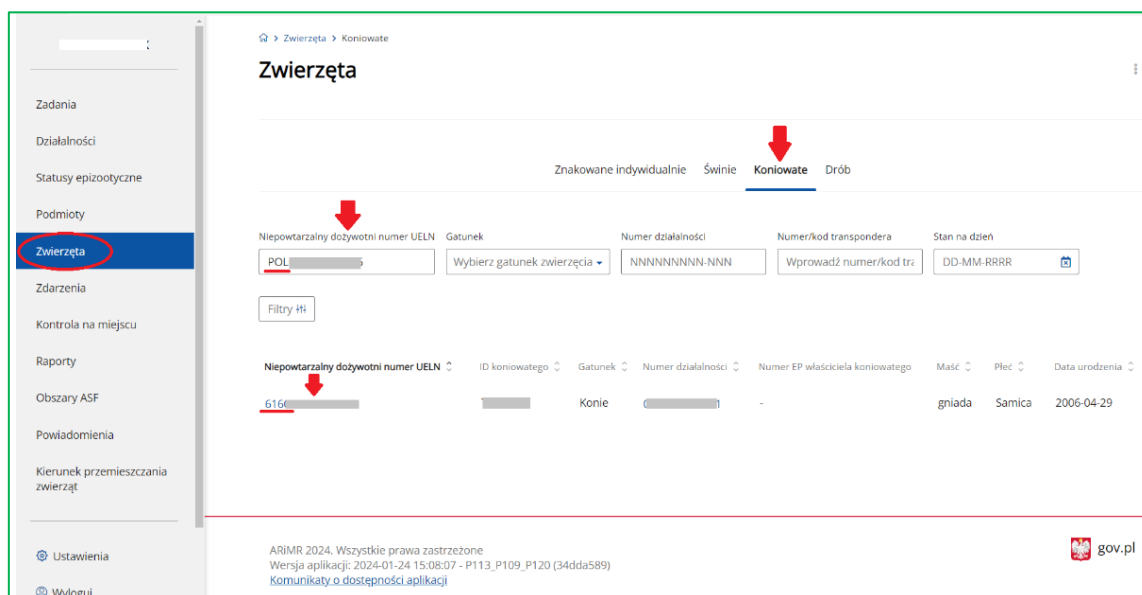 Zwierzęta > Koniowate
Zwierzęta
Zadania
Działalności
Statusy epizootyczne
Podmioty
Zwierzęta
Zdarzenia
Kontrola na miejscu
Raporty
Obszary ASF
Powiadomienia
Kierunek przemieszczania
zwierząt
Ustawienia
Wyloguj
Znakowane indywidualnie Świnie Koniowate Drób
Niepowtarzalny dożywotni numer UELN Gatunek Numer działalności Numer/kod transpondera Stan na dzień
POL Wybierz gatunek zwierzęcia NNNNNNNNN-NNN Wprowadź numer/kod tra DD-MM-RRRR
Filtry
Niepowtarzalny dożywotni numer UELN ID koniowatego Gatunek Numer działalności Numer EP właściciela koniowatego Maść Płeć Data urodzenia
616 Konie - gniada Samica 2006-04-29
ARiMR 2024. Wszystkie prawa zastrzeżone
Wersja aplikacji: 2024-01-24 15:08:07 - P113_P109_P120 (34dda589)
Komunikaty o dostępności aplikacji
gov.pl